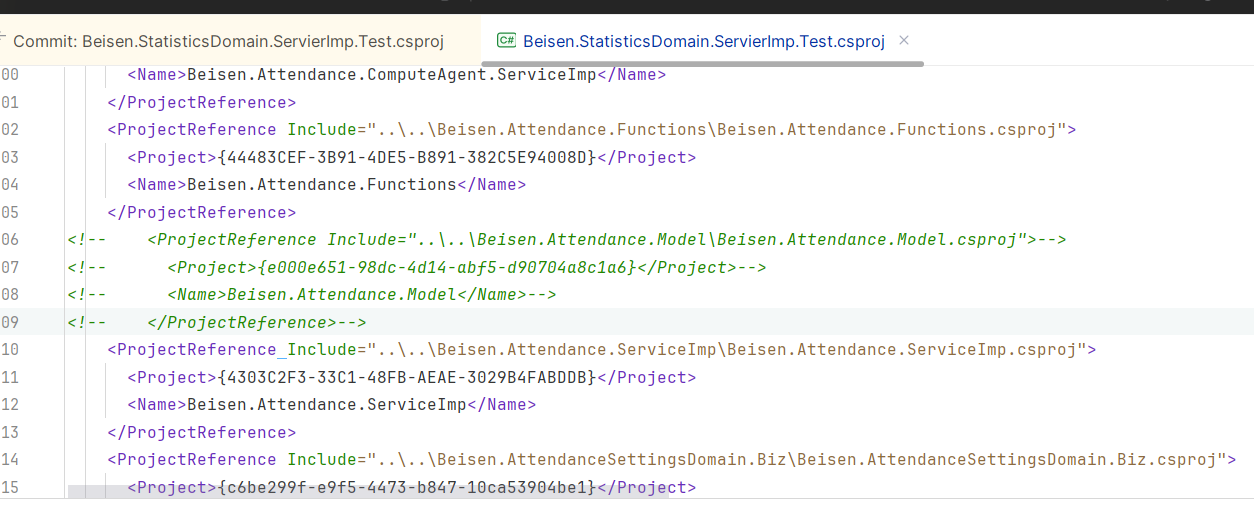 Commit: Beisen.StatisticsDomain.ServierImp.Test.csproj
C# Beisen.StatisticsDomain.ServierImp.Test.csproj ×
00 <Name>Beisen.Attendance.ComputeAgent.ServiceImp</Name>
01 </ProjectReference>
02 <ProjectReference Include="..\..\Beisen.Attendance.Functions\Beisen.Attendance.Functions.csproj">
03 <Project>{44483CEF-3B91-4DE5-B891-382C5E94008D}</Project>
04 <Name>Beisen.Attendance.Functions</Name>
05 </ProjectReference>
06 <!-- <ProjectReference Include="..\..\Beisen.Attendance.Model\Beisen.Attendance.Model.csproj">-->
07 <!-- <Project>{e000e651-98dc-4d14-abf5-d90704a8c1a6}</Project>-->
08 <!-- <Name>Beisen.Attendance.Model</Name>-->
09 <!-- </ProjectReference>-->
10 <ProjectReference Include="..\..\Beisen.Attendance.ServiceImp\Beisen.Attendance.ServiceImp.csproj">
11 <Project>{4303C2F3-33C1-48FB-AEAE-3029B4FABDDB}</Project>
12 <Name>Beisen.Attendance.ServiceImp</Name>
13 </ProjectReference>
14 <ProjectReference Include="..\..\Beisen.AttendanceSettingsDomain.Biz\Beisen.AttendanceSettingsDomain.Biz.csproj">
15 <Project>{c6be299f-e9f5-4473-b847-10ca53904be1}</Project>